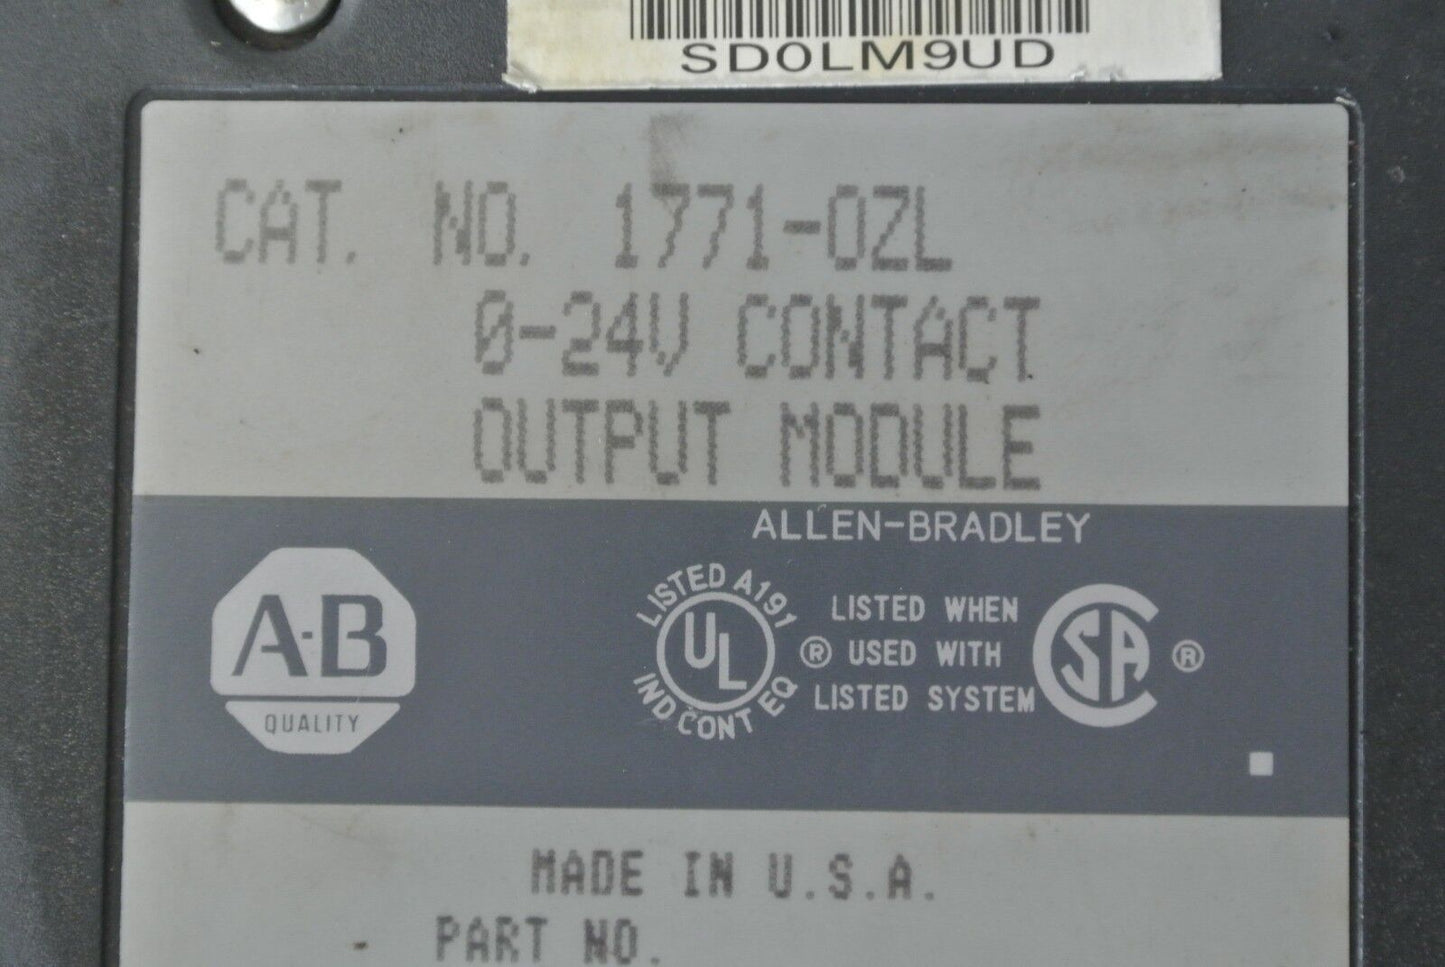 SD0LM9UD
CAT. NO. 1771-OZL
0-24V CONTACT
OUTPUT MODULE
ALLEN-BRADLEY
A-B
QUALITY
LISTED A191
UL
IND CONT EQ
®
LISTED WHEN
USED WITH
LISTED SYSTEM
CSA
®
MADE IN U.S.A.
PART NO.